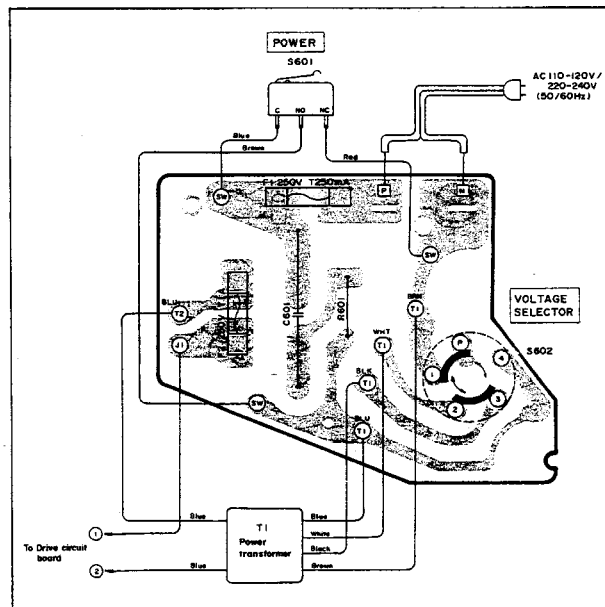 POWER
S601
C NO NC
AC 110-120V/
220-240V
(50/60Hz)
Blue
Brown
Red
F1 250V T250mA
SW
P
N
SW
BLU
T2
J1
C601
R601
BRN
T1
WHT
T1
BLK
T1
BLU
T1
SW
VOLTAGE
SELECTOR
S602
P
1
2
3
4
T1
Power
transformer
Blue
Blue
White
Black
Brown
Blue
1
To Drive circuit
board
2